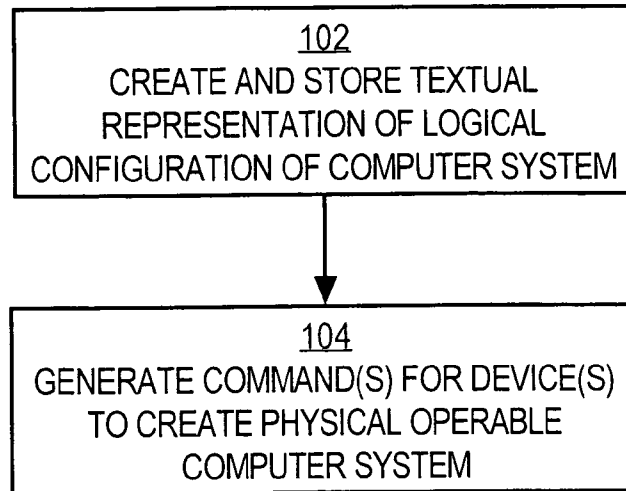 102
CREATE AND STORE TEXTUAL
REPRESENTATION OF LOGICAL
CONFIGURATION OF COMPUTER SYSTEM
104
GENERATE COMMAND(S) FOR DEVICE(S)
TO CREATE PHYSICAL OPERABLE
COMPUTER SYSTEM